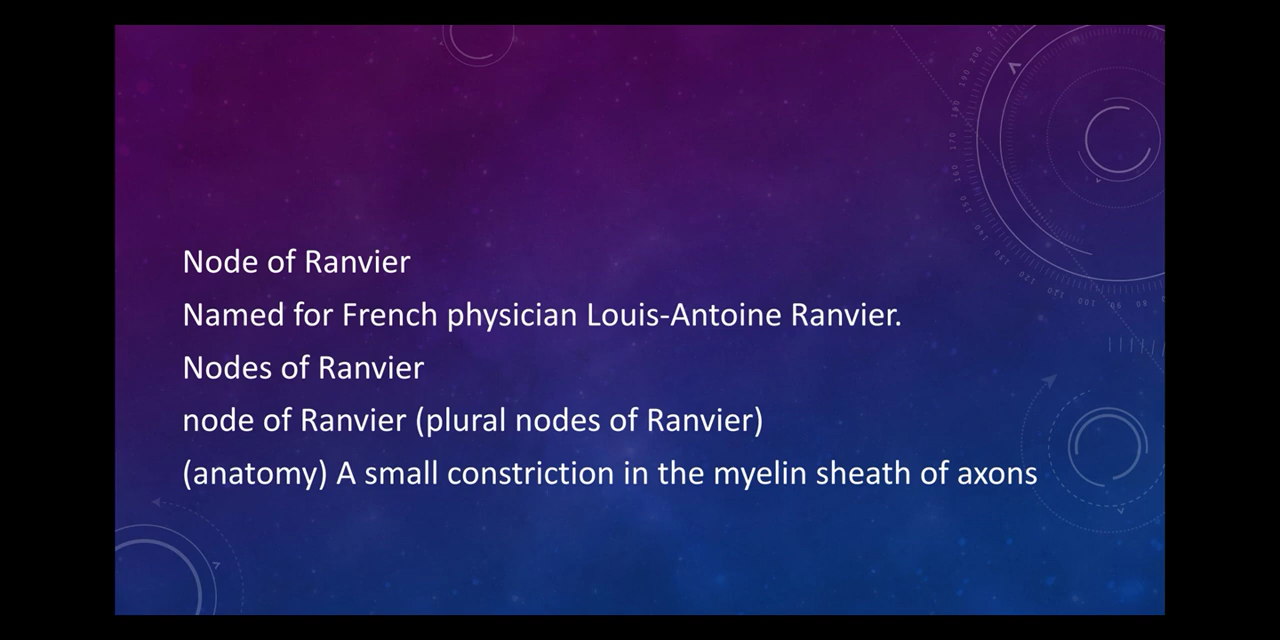 Node of Ranvier
Named for French physician Louis-Antoine Ranvier.
Nodes of Ranvier
node of Ranvier (plural nodes of Ranvier)
(anatomy) A small constriction in the myelin sheath of axons